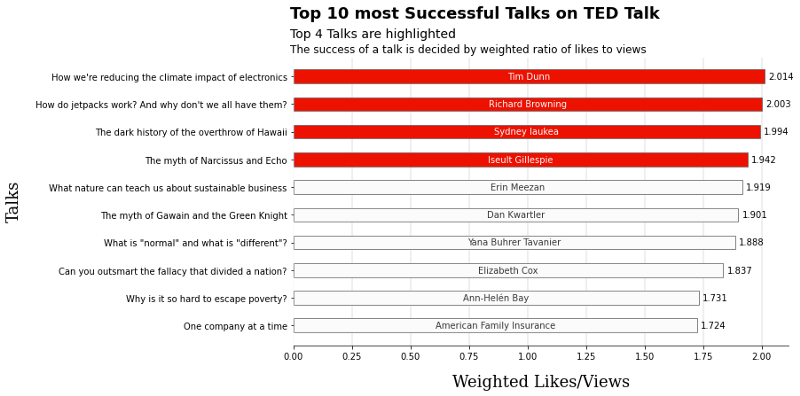 Top 10 most Successful Talks on TED Talk
Top 4 Talks are highlighted
The success of a talk is decided by weighted ratio of likes to views
How we're reducing the climate impact of electronics Tim Dunn 2.014
How do jetpacks work? And why don't we all have them? Richard Browning 2.003
The dark history of the overthrow of Hawaii Sydney Iaukea 1.994
The myth of Narcissus and Echo Iseult Gillespie 1.942
What nature can teach us about sustainable business Erin Meezan 1.919
The myth of Gawain and the Green Knight Dan Kwartler 1.901
What is "normal" and what is "different"? Yana Buhrer Tavanier 1.888
Can you outsmart the fallacy that divided a nation? Elizabeth Cox 1.837
Why is it so hard to escape poverty? Ann-Helén Bay 1.731
One company at a time American Family Insurance 1.724
Talks
0.00 0.25 0.50 0.75 1.00 1.25 1.50 1.75 2.00
Weighted Likes/Views